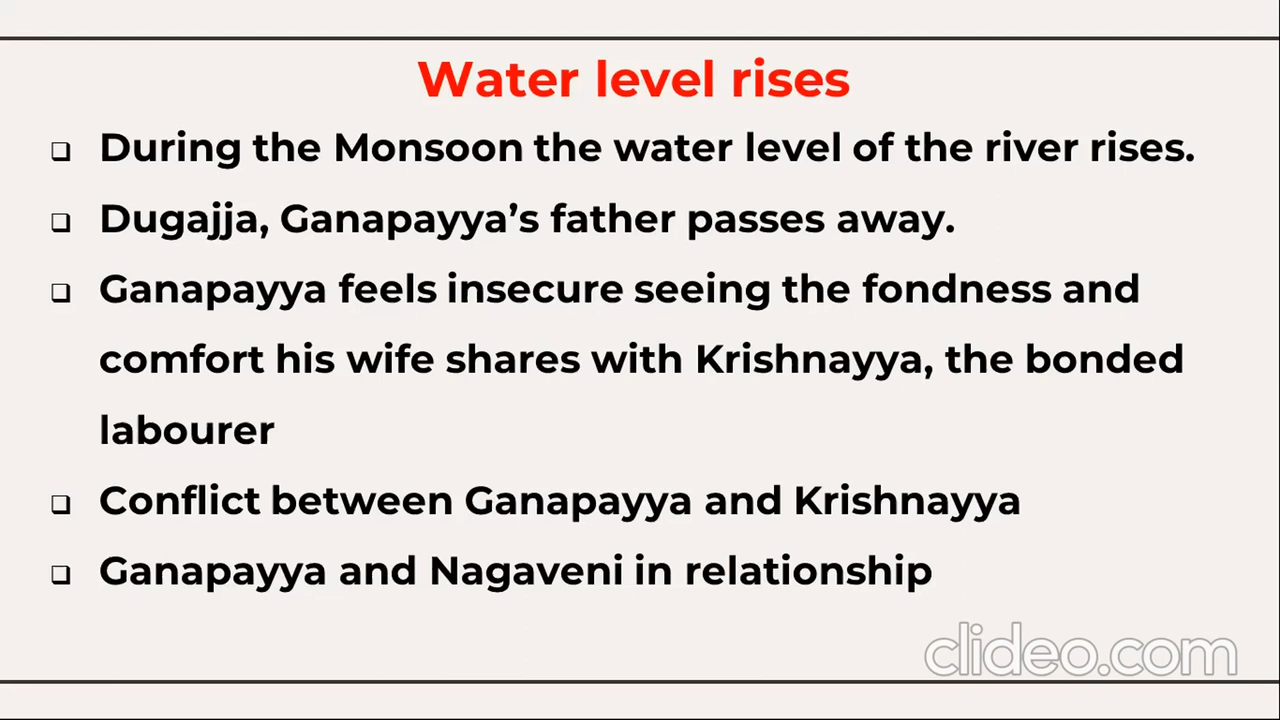 Water level rises
❑ During the Monsoon the water level of the river rises.
❑ Dugajja, Ganapayya’s father passes away.
❑ Ganapayya feels insecure seeing the fondness and
comfort his wife shares with Krishnayya, the bonded
labourer
❑ Conflict between Ganapayya and Krishnayya
❑ Ganapayya and Nagaveni in relationship
clideo.com